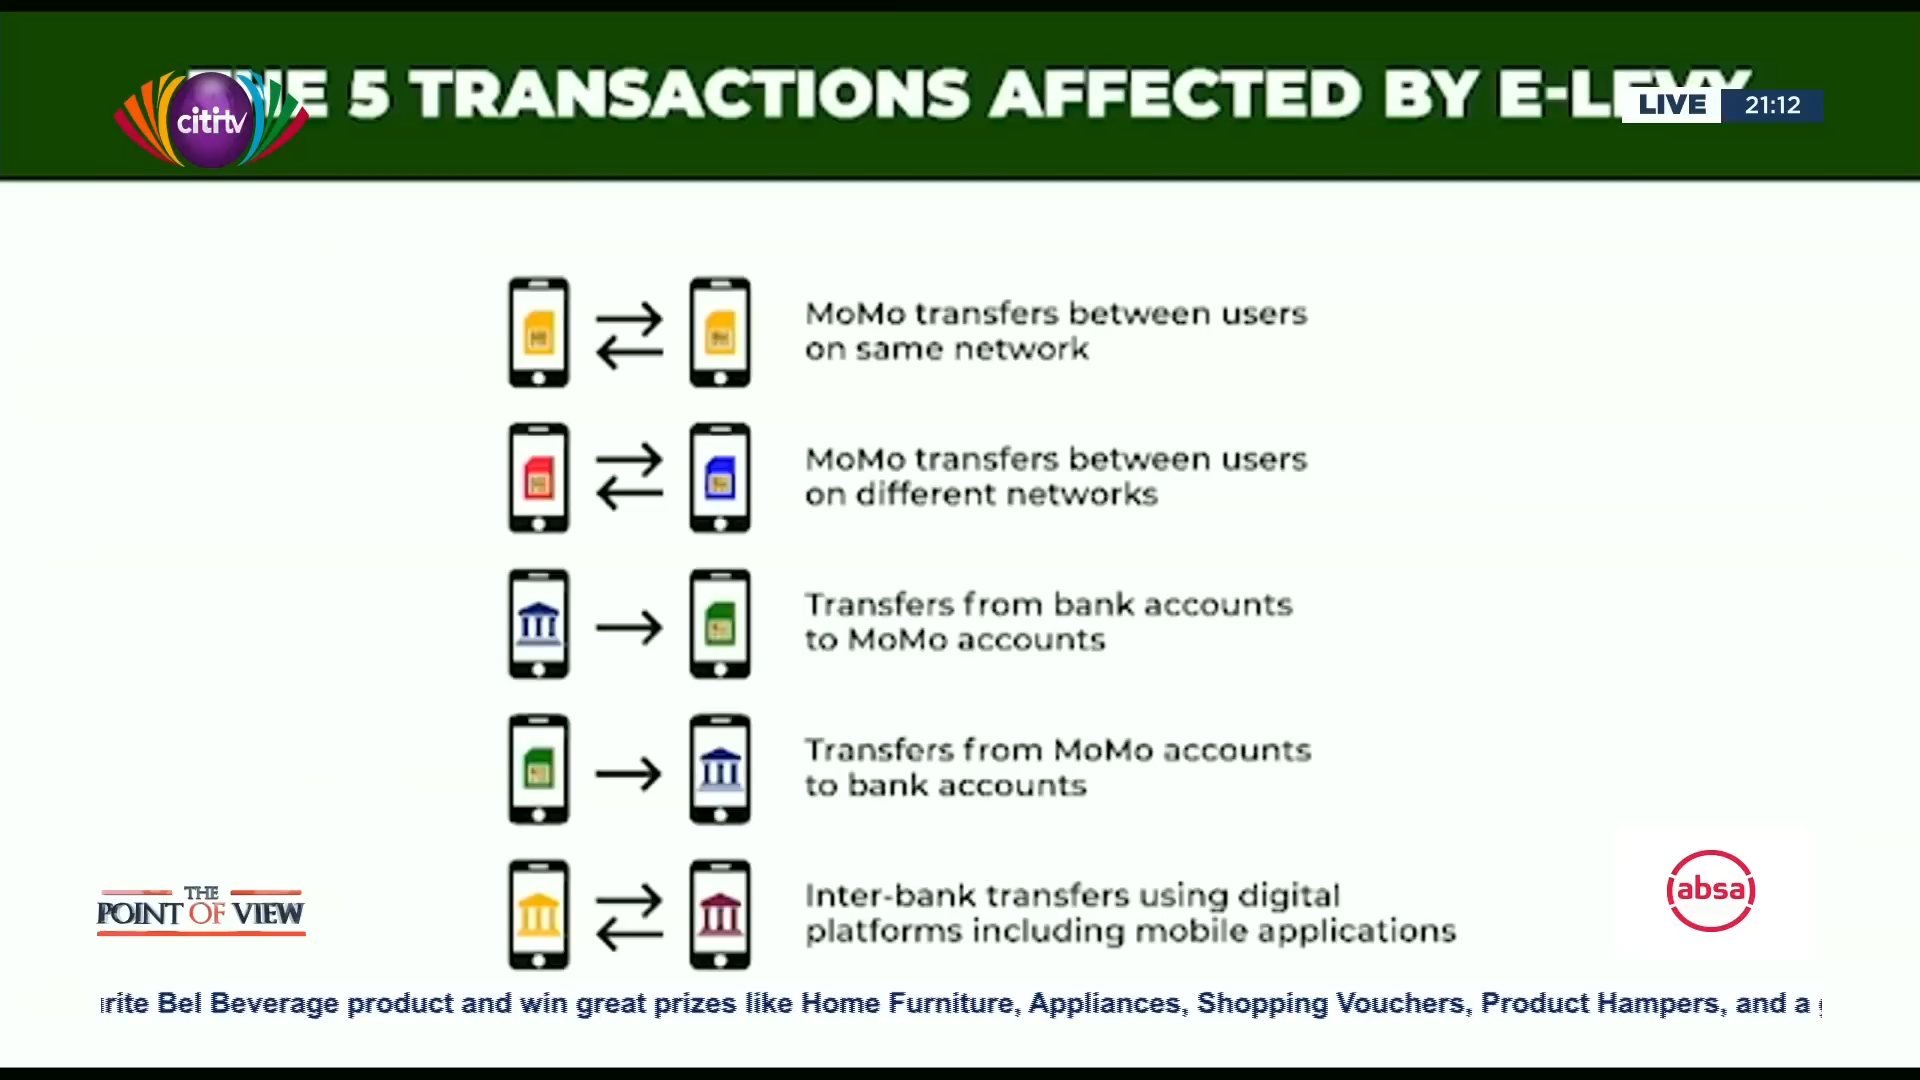 THE 5 TRANSACTIONS AFFECTED BY E-LEVY
cititv
LIVE 21:12
MoMo transfers between users
on same network
MoMo transfers between users
on different networks
Transfers from bank accounts
to MoMo accounts
Transfers from MoMo accounts
to bank accounts
Inter-bank transfers using digital
platforms including mobile applications
THE
POINT OF VIEW
absa
Bel Beverage product and win great prizes like Home Furniture, Appliances, Shopping Vouchers, Product Hampers, and a